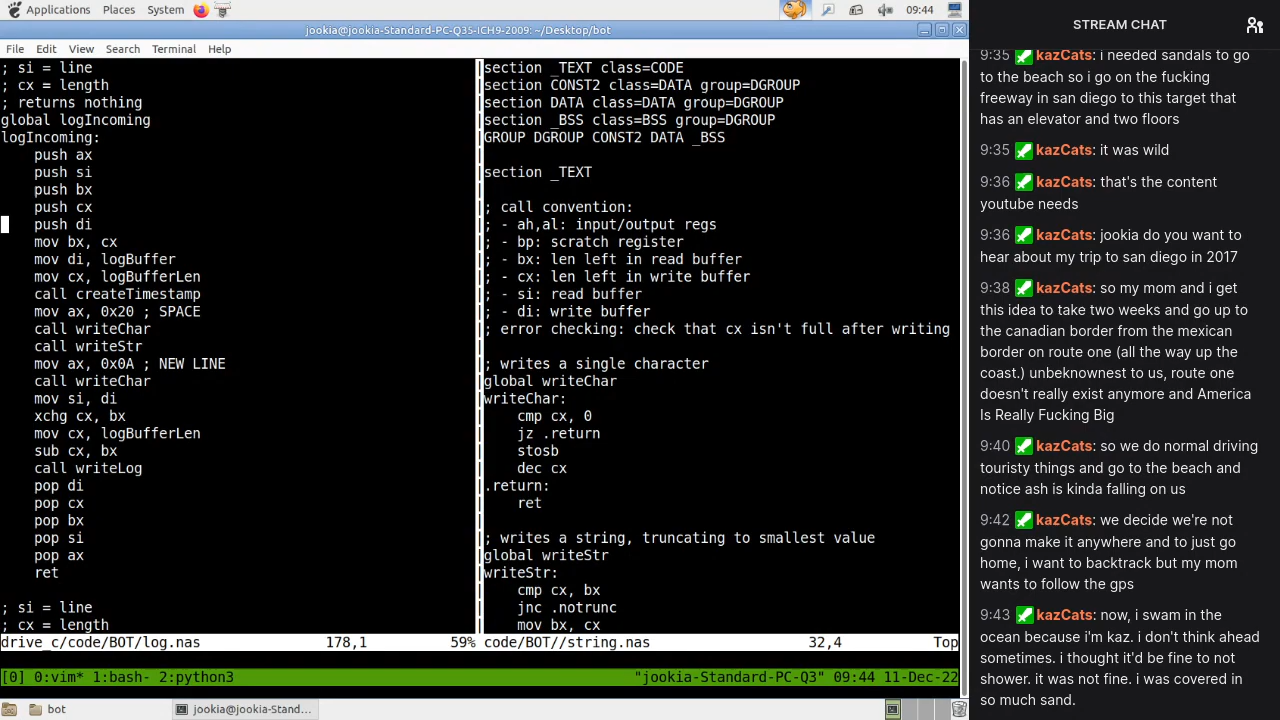 Applications Places System 09:44
jookia@jookia-Standard-PC-Q35-ICH9-2009: ~/Desktop/bot
File Edit View Search Terminal Help
; si = line
; cx = length
; returns nothing
global logIncoming
logIncoming:
push ax
push si
push bx
push cx
push di
mov bx, cx
mov di, logBuffer
mov cx, logBufferLen
call createTimestamp
mov ax, 0x20 ; SPACE
call writeChar
call writeStr
mov ax, 0x0A ; NEW LINE
call writeChar
mov si, di
xchg cx, bx
mov cx, logBufferLen
sub cx, bx
call writeLog
pop di
pop cx
pop bx
pop si
pop ax
ret
; si = line
; cx = length
drive_c/code/BOT/log.nas 178,1 59%
section _TEXT class=CODE
section CONST2 class=DATA group=DGROUP
section DATA class=DATA group=DGROUP
section _BSS class=BSS group=DGROUP
GROUP DGROUP CONST2 DATA _BSS
section _TEXT
; call convention:
; - ah,al: input/output regs
; - bp: scratch register
; - bx: len left in read buffer
; - cx: len left in write buffer
; - si: read buffer
; - di: write buffer
; error checking: check that cx isn't full after writing
; writes a single character
global writeChar
writeChar:
cmp cx, 0
jz .return
stosb
dec cx
.return:
ret
; writes a string, truncating to smallest value
global writeStr
writeStr:
cmp cx, bx
jnc .notrunc
mov bx, cx
code/BOT//string.nas 32,4 Top
[0] 0:vim* 1:bash- 2:python3 "jookia-Standard-PC-Q3" 09:44 11-Dec-22
bot jookia@jookia-Stand...
STREAM CHAT
9:35 kazCats: i needed sandals to go
to the beach so i go on the fucking
freeway in san diego to this target that
has an elevator and two floors
9:35 kazCats: it was wild
9:36 kazCats: that's the content
youtube needs
9:36 kazCats: jookia do you want to
hear about my trip to san diego in 2017
9:38 kazCats: so my mom and i get
this idea to take two weeks and go up to
the canadian border from the mexican
border on route one (all the way up the
coast.) unbeknownest to us, route one
doesn't really exist anymore and America
Is Really Fucking Big
9:40 kazCats: so we do normal driving
touristy things and go to the beach and
notice ash is kinda falling on us
9:42 kazCats: we decide we're not
gonna make it anywhere and to just go
home, i want to backtrack but my mom
wants to follow the gps
9:43 kazCats: now, i swam in the
ocean because i'm kaz. i don't think ahead
sometimes. i thought it'd be fine to not
shower. it was not fine. i was covered in
so much sand.